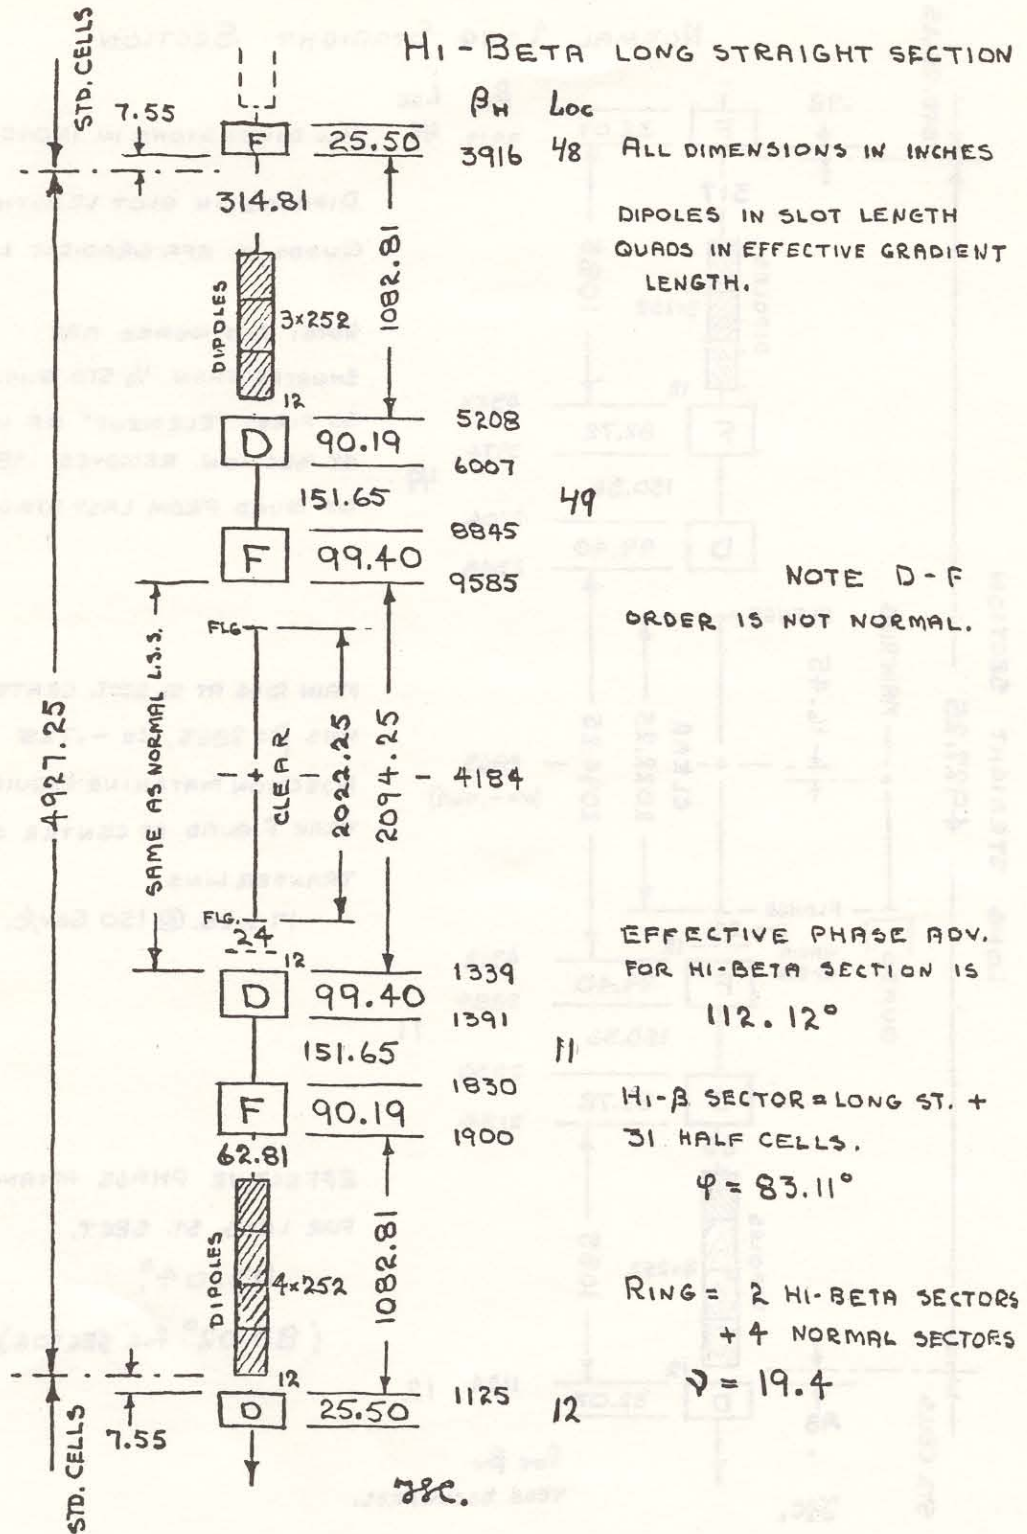 HI-BETA LONG STRAIGHT SECTION
STD. CELLS
7.55
βH LOC
F 25.50
3916 48 ALL DIMENSIONS IN INCHES
314.81
DIPOLES IN SLOT LENGTH
QUADS IN EFFECTIVE GRADIENT
LENGTH.
1082.81
DIPOLES
3×252
12
5208
D 90.19
6007
151.65
49
8845
F 99.40
9585
NOTE D-F
ORDER IS NOT NORMAL.
FLG
4927.25
SAME AS NORMAL L.S.S.
CLEAR
2022.25
2094.25
4184
FLG.
24
12
EFFECTIVE PHASE ADV.
FOR HI-BETA SECTION IS
112.12°
1339
D 99.40
1391
151.65
11
1830
F 90.19
1900
HI-β SECTOR = LONG ST. +
31 HALF CELLS.
φ = 83.11°
62.81
DIPOLES
4×252
1082.81
RING = 2 HI-BETA SECTORS
+ 4 NORMAL SECTORS
ν = 19.4
12
D 25.50
1125
12
7.55
STD. CELLS